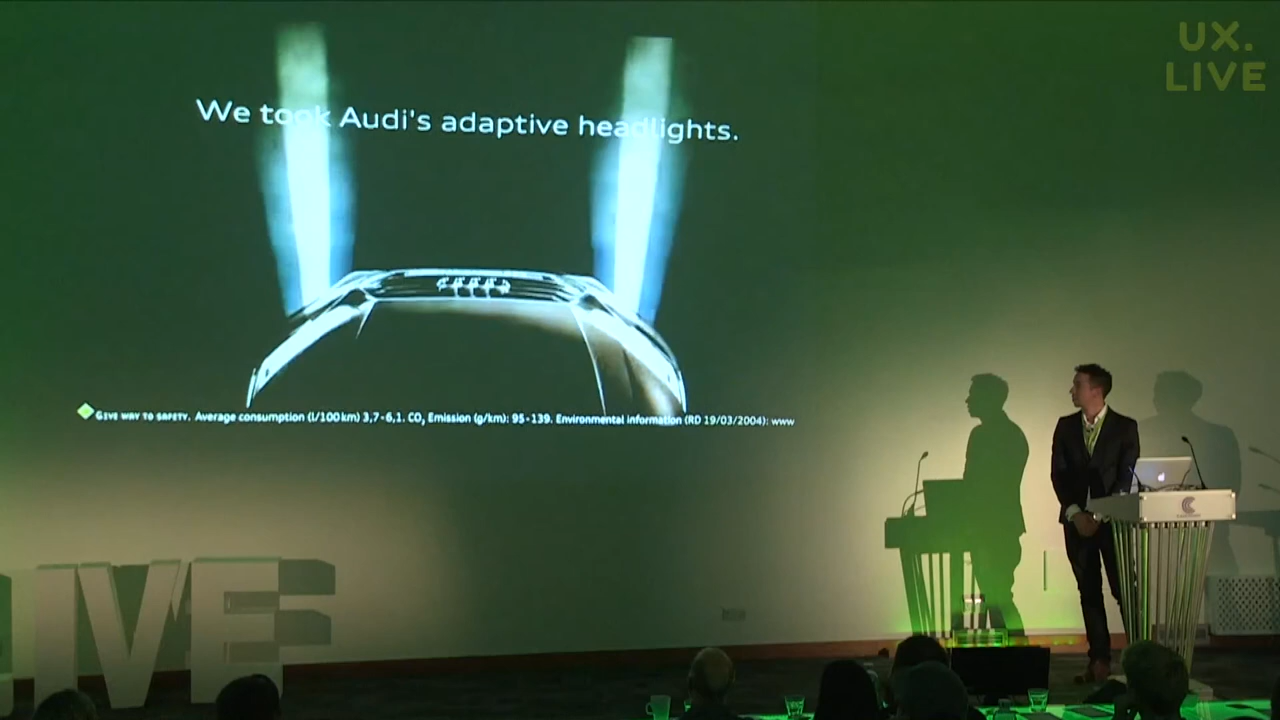 UX.
LIVE
We took Audi's adaptive headlights.
GIVE WAY TO SAFETY. Average consumption (l/100km) 3,7-6,1. CO₂ Emission (g/km): 95-139. Environmental information (RD 19/03/2004): www
IVE